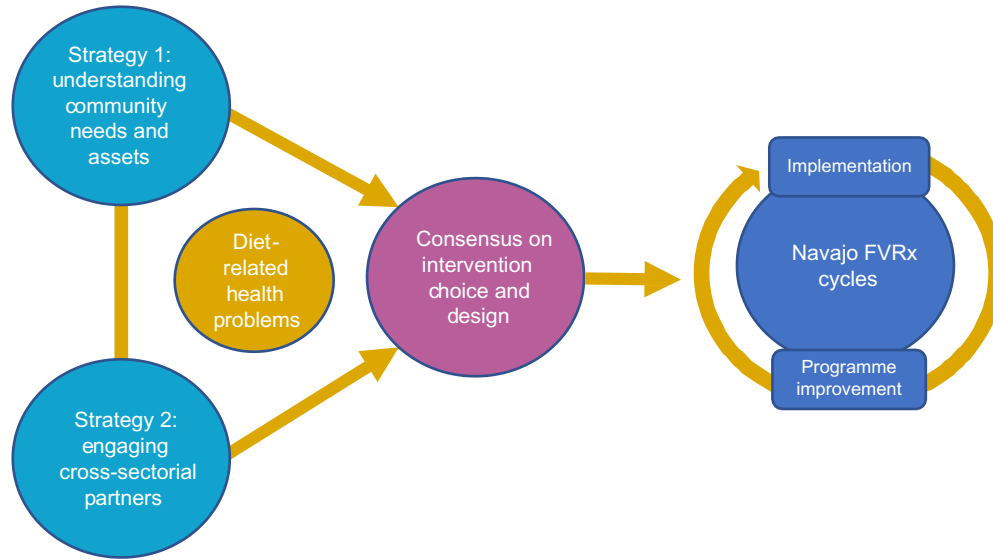 Strategy 1:
understanding
community
needs and
assets
Diet-
related
health
problems
Strategy 2:
engaging
cross-sectorial
partners
Consensus on
intervention
choice and
design
Implementation
Navajo FVRx
cycles
Programme
improvement